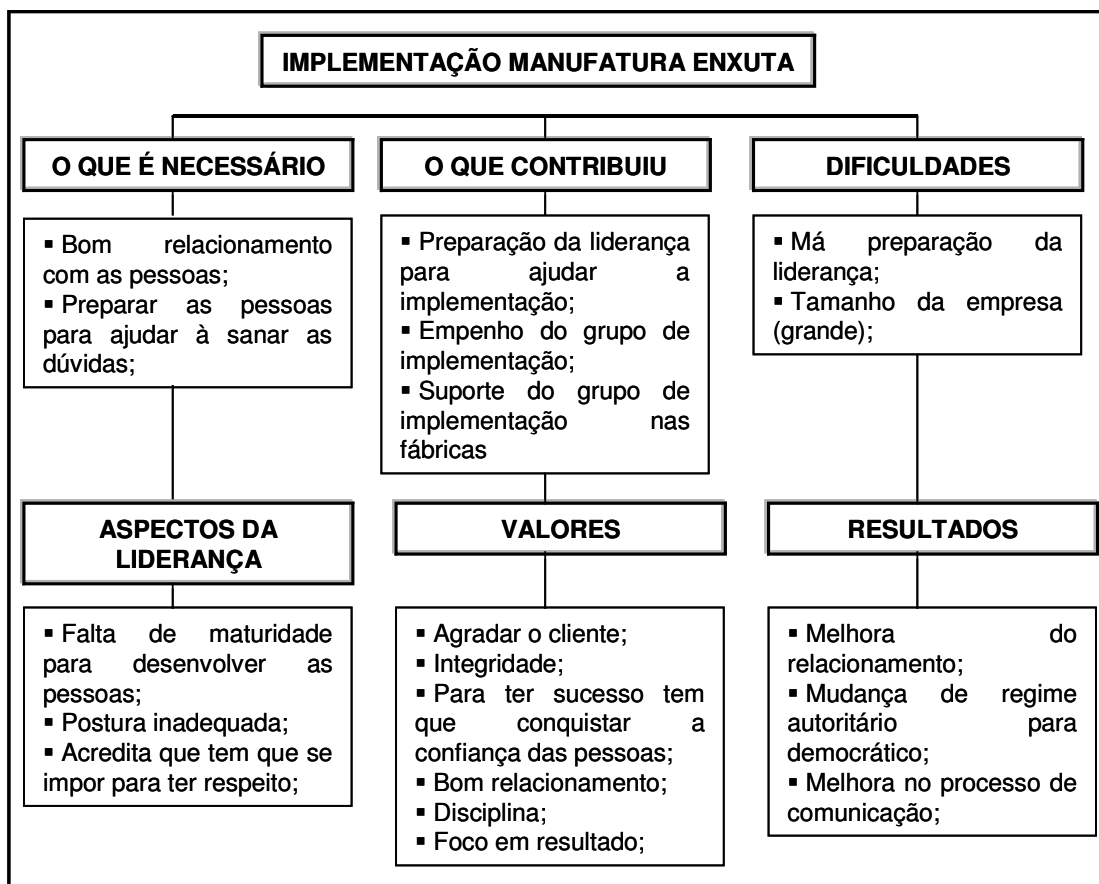 IMPLEMENTAÇÃO MANUFATURA ENXUTA
O QUE É NECESSÁRIO
▪ Bom relacionamento
com as pessoas;
▪ Preparar as pessoas
para ajudar à sanar as
dúvidas;
O QUE CONTRIBUIU
▪ Preparação da liderança
para ajudar a
implementação;
▪ Empenho do grupo de
implementação;
▪ Suporte do grupo de
implementação nas
fábricas
DIFICULDADES
▪ Má preparação da
liderança;
▪ Tamanho da empresa
(grande);
ASPECTOS DA
LIDERANÇA
▪ Falta de maturidade
para desenvolver as
pessoas;
▪ Postura inadequada;
▪ Acredita que tem que se
impor para ter respeito;
VALORES
▪ Agradar o cliente;
▪ Integridade;
▪ Para ter sucesso tem
que conquistar a
confiança das pessoas;
▪ Bom relacionamento;
▪ Disciplina;
▪ Foco em resultado;
RESULTADOS
▪ Melhora do
relacionamento;
▪ Mudança de regime
autoritário para
democrático;
▪ Melhora no processo de
comunicação;